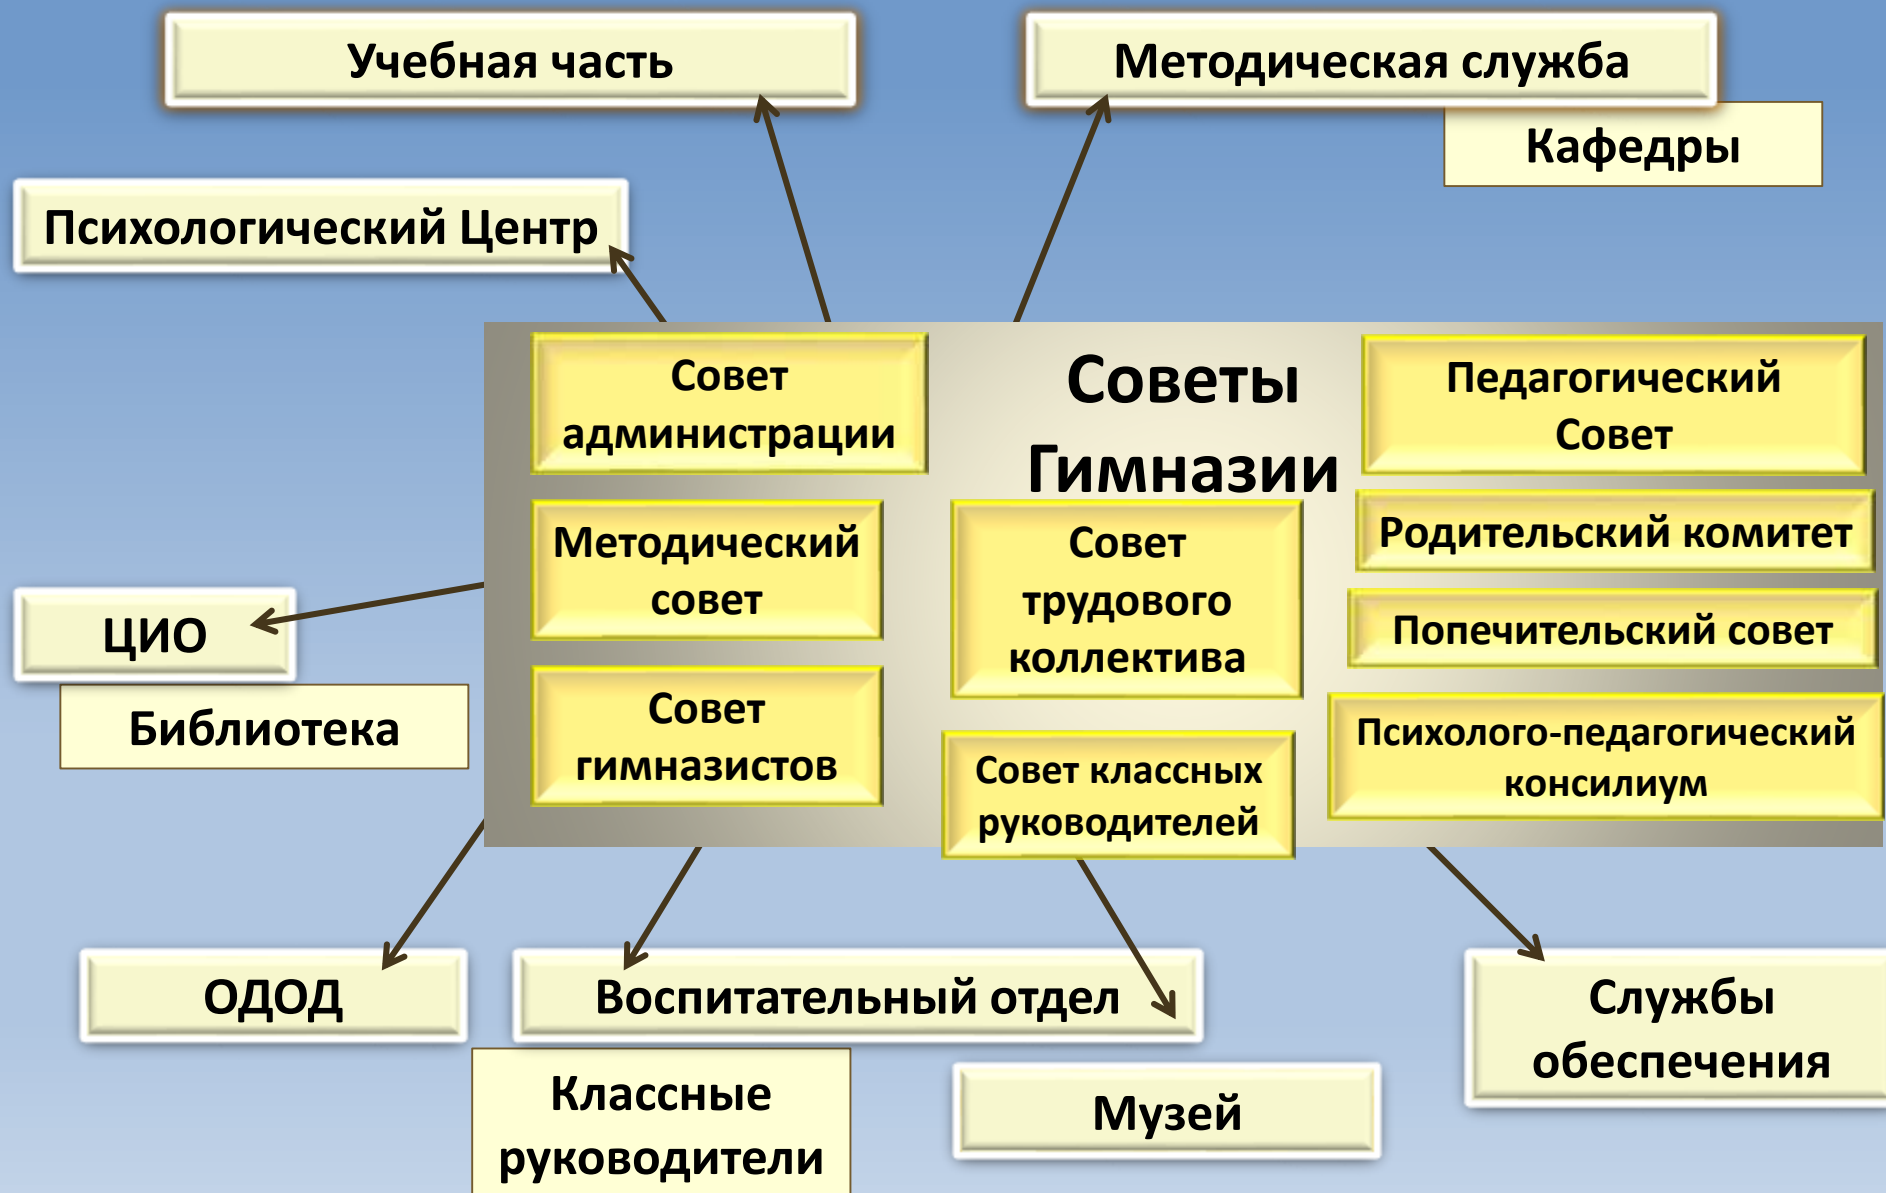 Учебная часть
Методическая служба
Кафедры
Психологический Центр
Советы
Гимназии
Совет
администрации
Методический
совет
Совет
гимназистов
Совет
трудового
коллектива
Совет классных
руководителей
Педагогический
Совет
Родительский комитет
Попечительский совет
Психолого-педагогический
консилиум
ЦИО
Библиотека
ОДОД
Воспитательный отдел
Классные
руководители
Музей
Службы
обеспечения